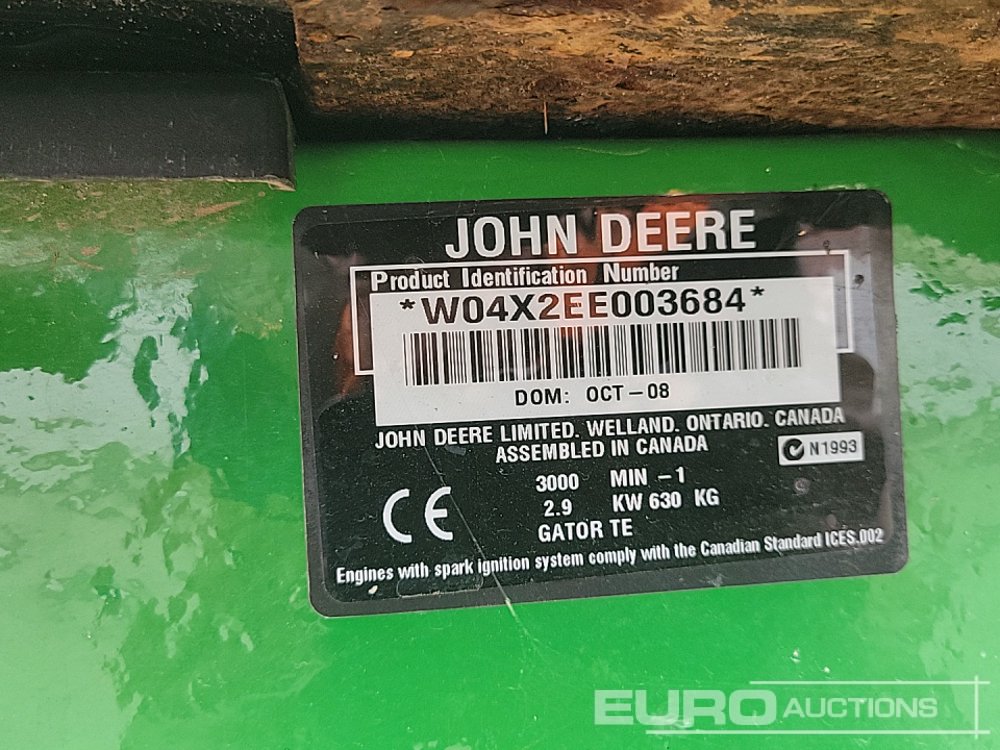 JOHN DEERE
Product Identification Number
*W04X2EE003684*
DOM: OCT-08
JOHN DEERE LIMITED. WELLAND. ONTARIO. CANADA
ASSEMBLED IN CANADA
N1993
3000 MIN -1
2.9 KW 630 KG
GATOR TE
CE
Engines with spark ignition system comply with the Canadian Standard ICES.002
EURO AUCTIONS